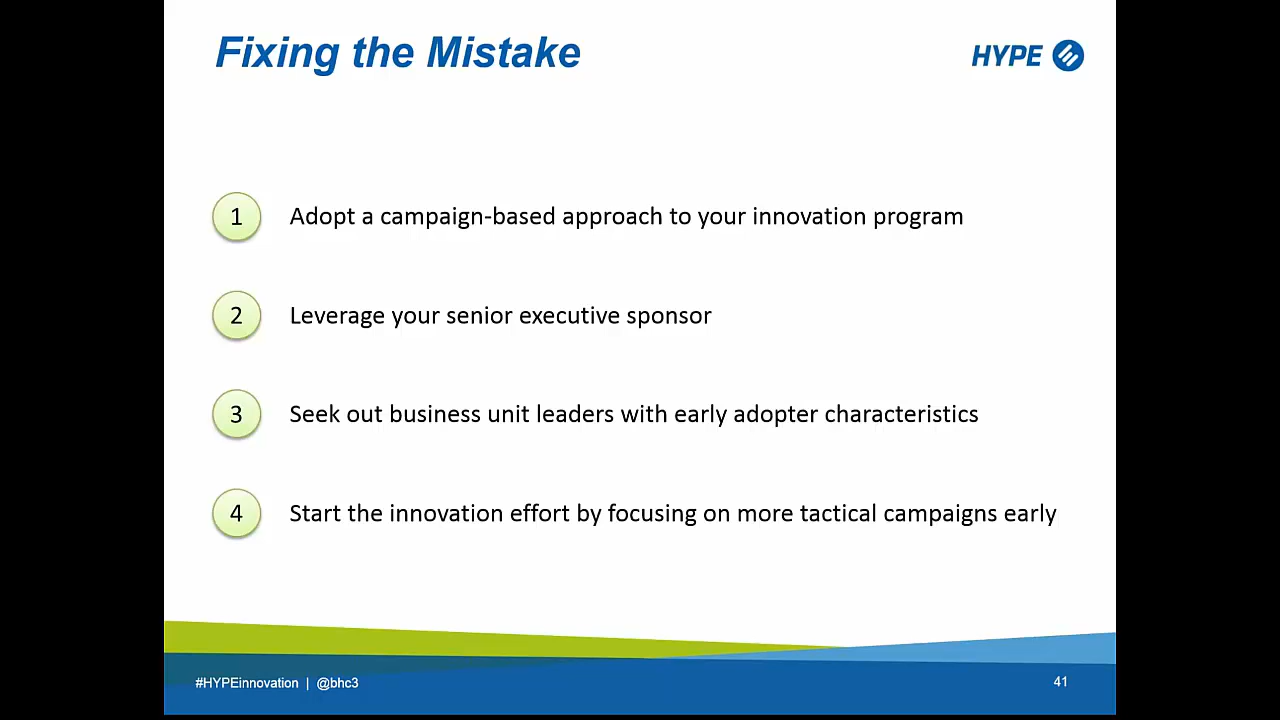 Fixing the Mistake
HYPE
1 Adopt a campaign-based approach to your innovation program
2 Leverage your senior executive sponsor
3 Seek out business unit leaders with early adopter characteristics
4 Start the innovation effort by focusing on more tactical campaigns early
#HYPEinnovation | @bhc3
41